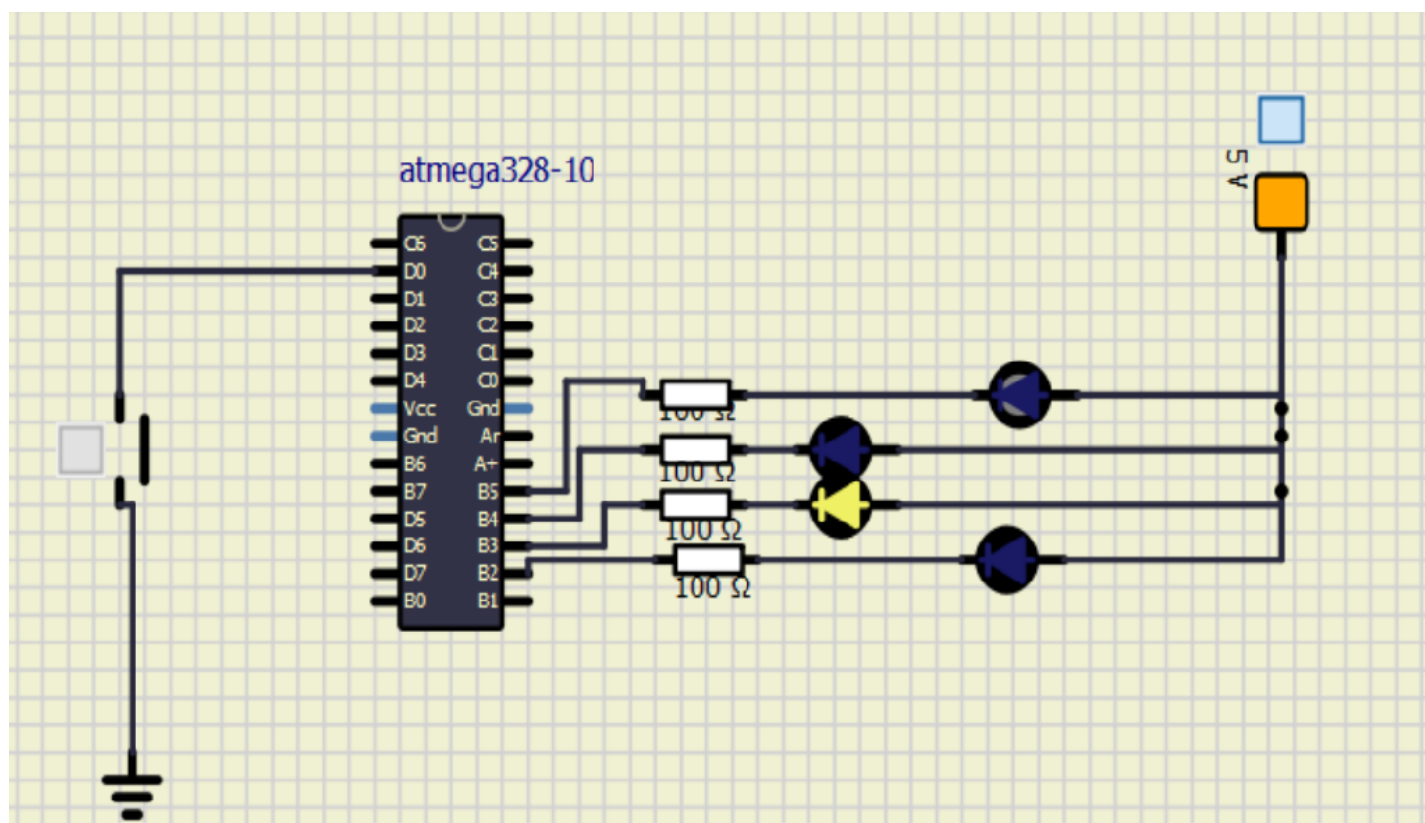 5 V
atmega328-10
C6 C5
D0 C4
D1 C3
D2 C2
D3 C1
D4 C0
Vcc Gnd
Gnd Ar
B6 A+
B7 B5
D5 B4
D6 B3
D7 B2
B0 B1
100 Ω
100 Ω
100 Ω
100 Ω